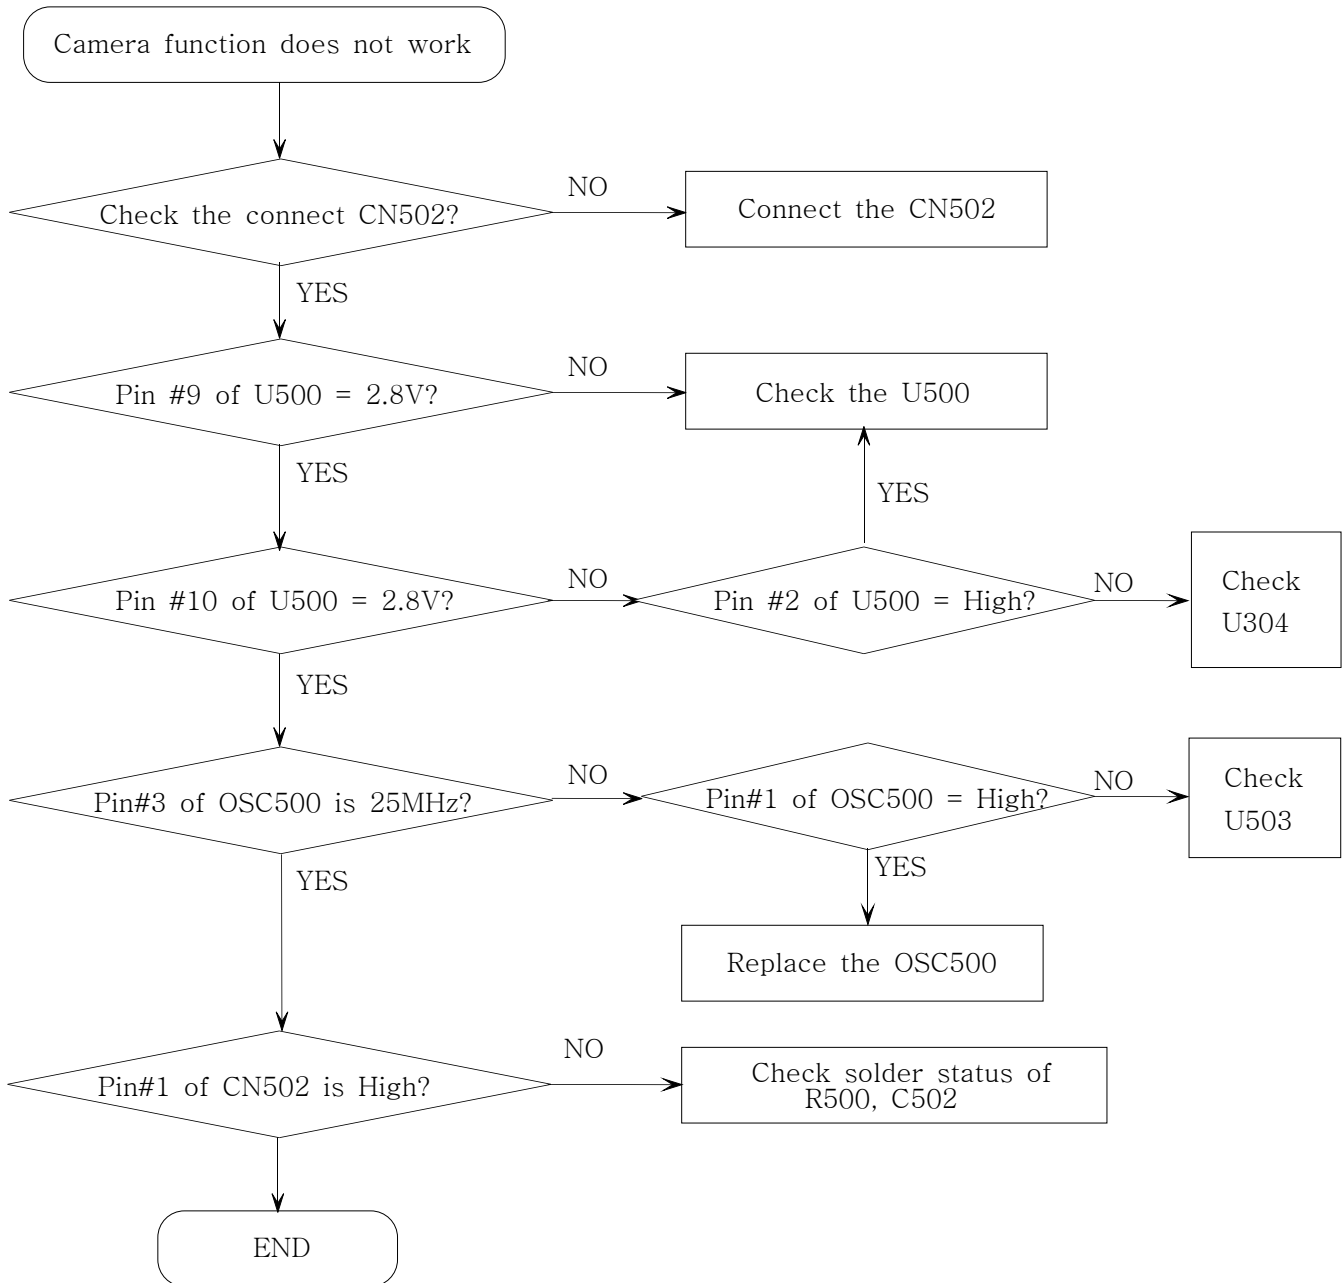 Camera function does not work
Check the connect CN502?
NO
Connect the CN502
YES
Pin #9 of U500 = 2.8V?
NO
Check the U500
YES
YES
Pin #10 of U500 = 2.8V?
NO
Pin #2 of U500 = High?
NO
Check
U304
YES
Pin#3 of OSC500 is 25MHz?
NO
Pin#1 of OSC500 = High?
NO
Check
U503
YES
YES
Replace the OSC500
Pin#1 of CN502 is High?
NO
Check solder status of
R500, C502
END